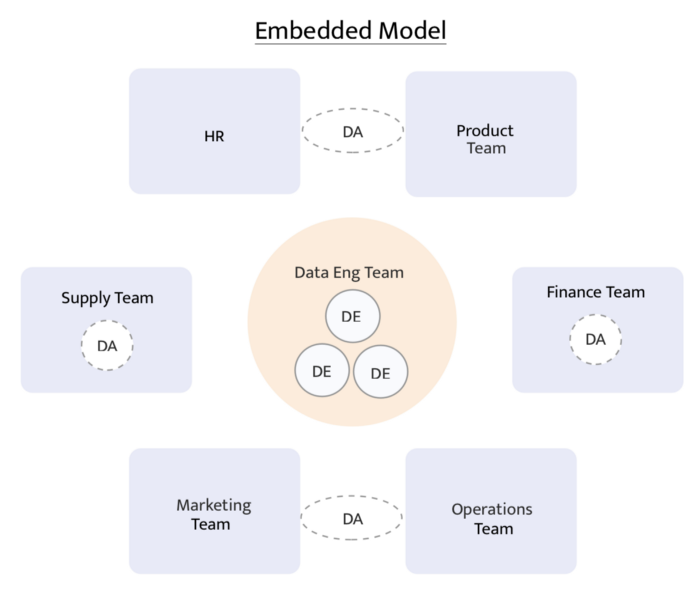 Embedded Model
HR
DA
Product
Team
Data Eng Team
DE
DE
DE
Supply Team
DA
Finance Team
DA
Marketing
Team
DA
Operations
Team